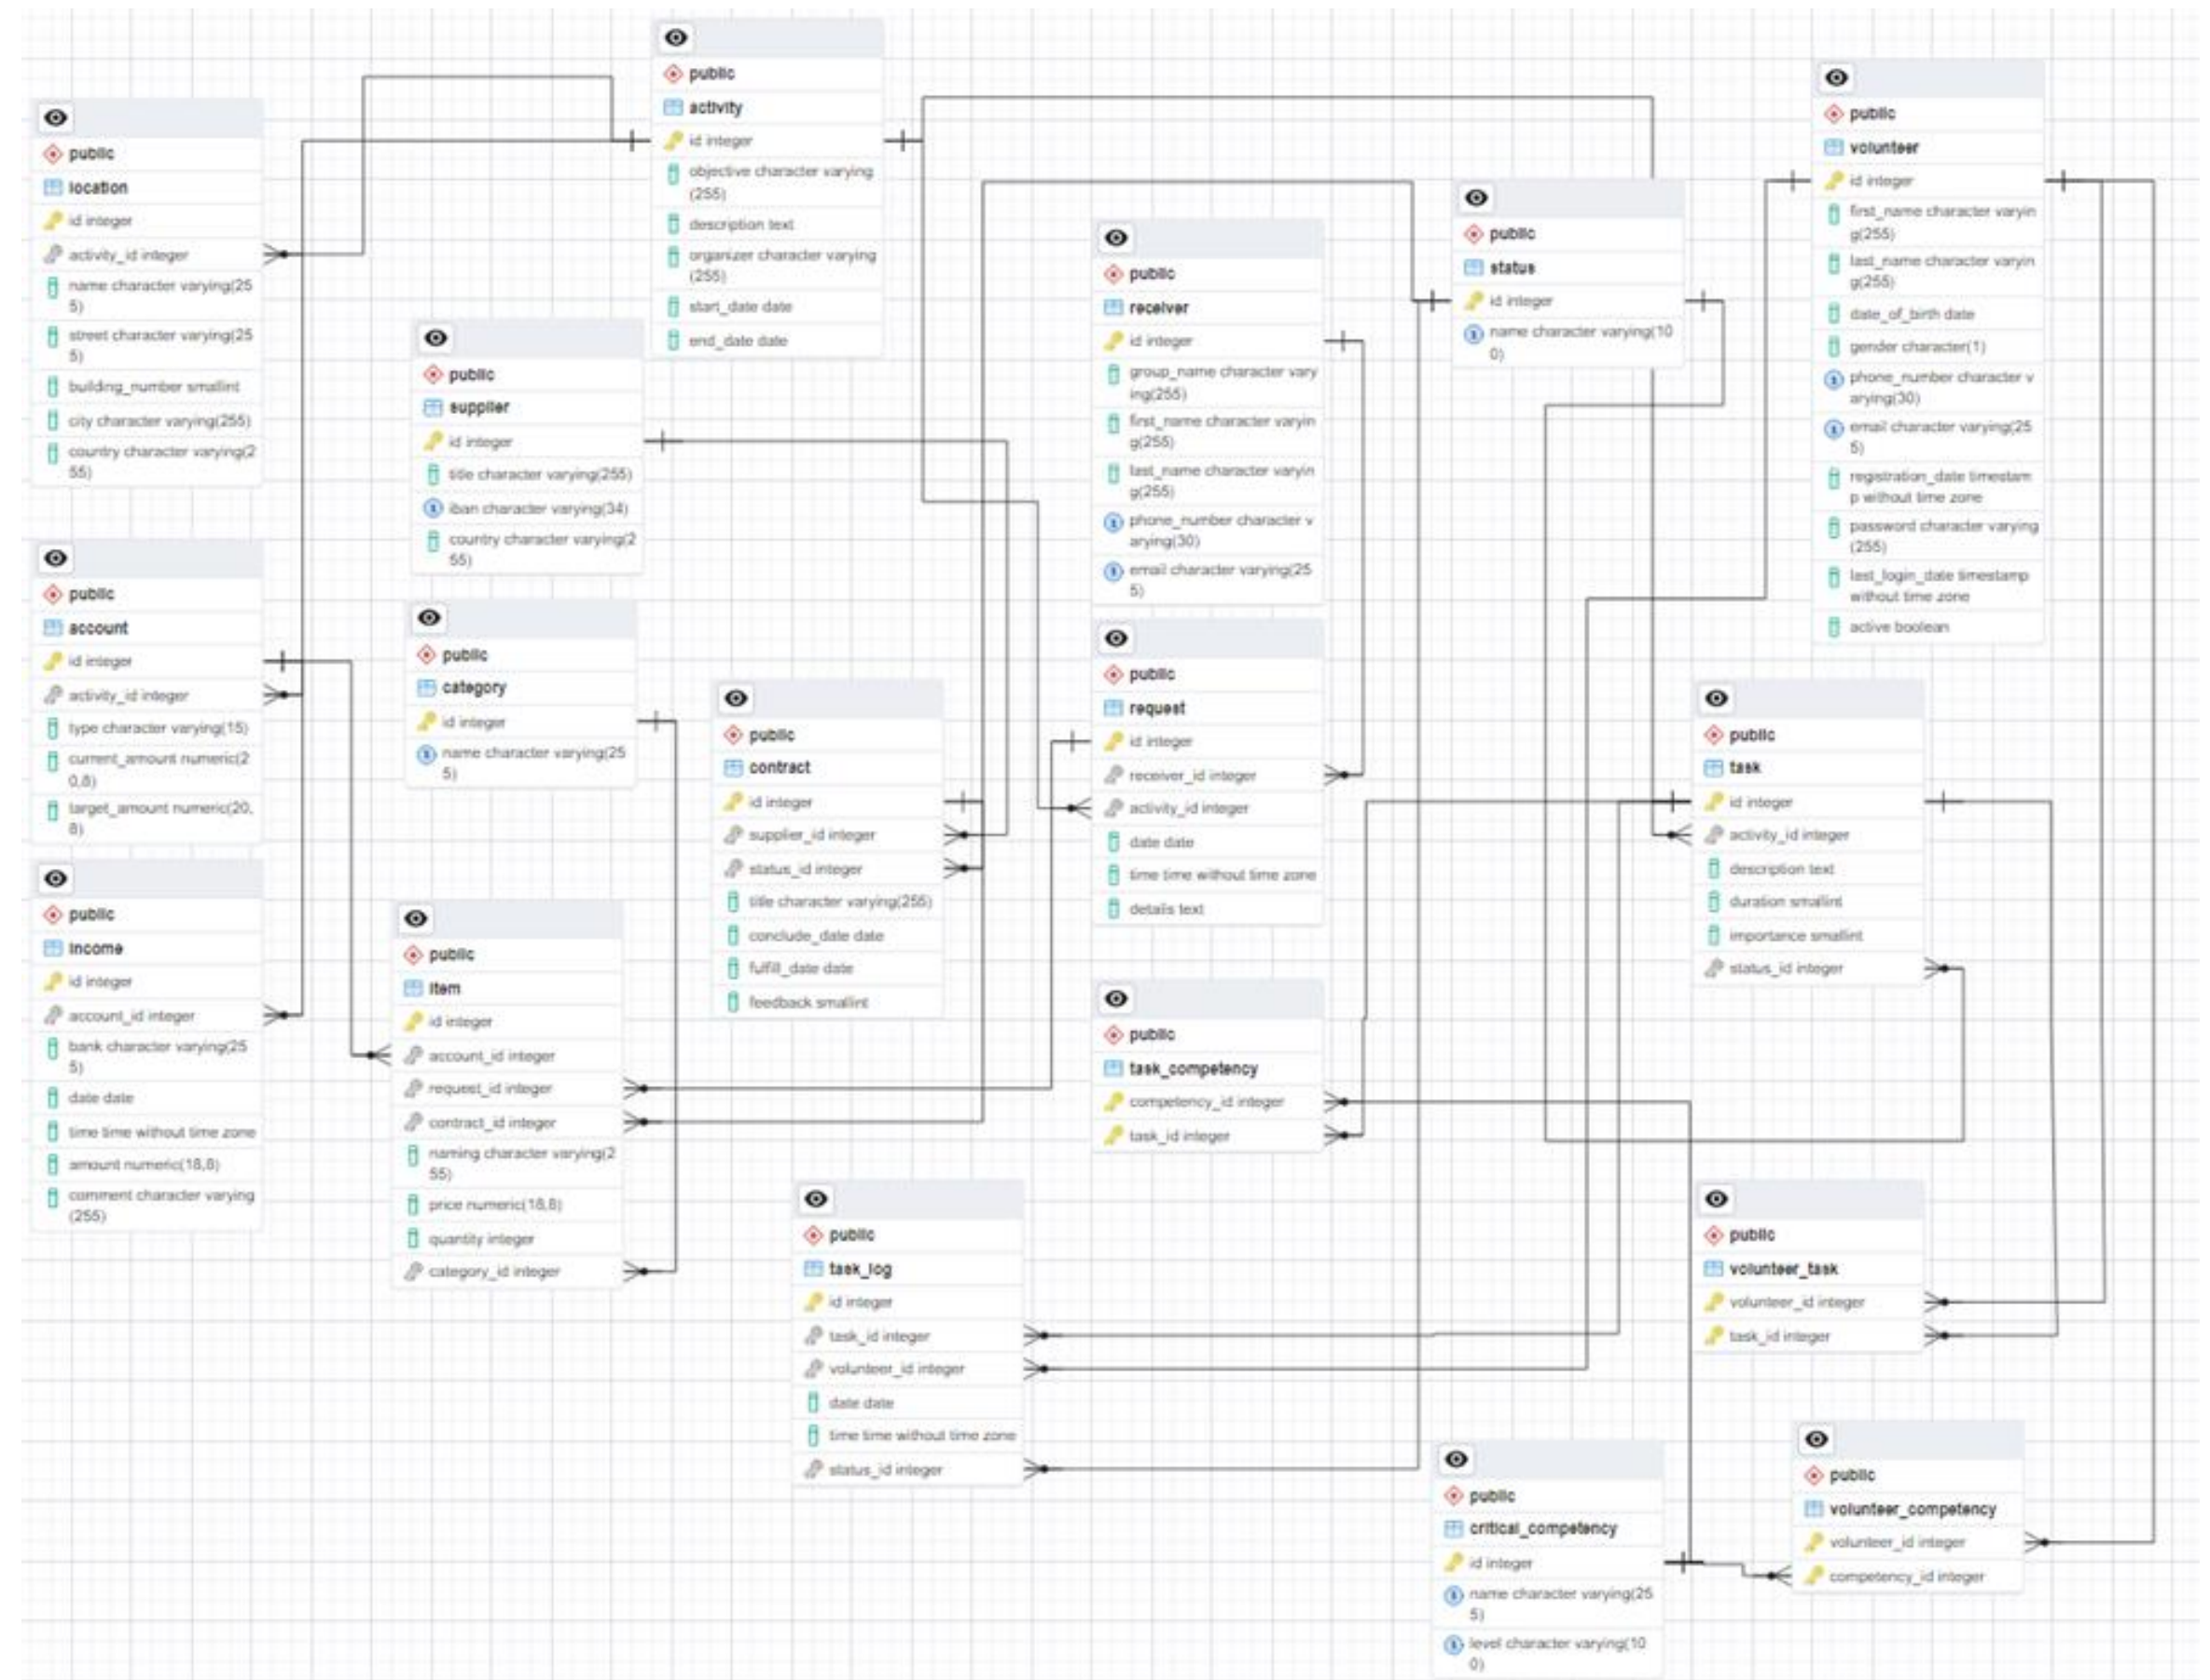 public
activity
id integer
objective character varying
(255)
description text
organizer character varying
(255)
start_date date
end_date date
public
location
id integer
activity_id integer
name character varying(25
5)
street character varying(25
5)
building_number smallint
city character varying(255)
country character varying(2
55)
public
volunteer
id integer
first_name character varyin
g(255)
last_name character varyin
g(255)
date_of_birth date
gender character(1)
phone_number character v
arying(30)
email character varying(25
5)
registration_date timestam
p without time zone
password character varying
(255)
last_login_date timestamp
without time zone
active boolean
public
status
id integer
name character varying(10
0)
public
receiver
id integer
group_name character vary
ing(255)
first_name character varyin
g(255)
last_name character varyin
g(255)
phone_number character v
arying(30)
email character varying(25
5)
public
supplier
id integer
title character varying(255)
iban character varying(34)
country character varying(2
55)
public
account
id integer
activity_id integer
type character varying(15)
current_amount numeric(2
0,8)
target_amount numeric(20,
8)
public
category
id integer
name character varying(25
5)
public
contract
id integer
supplier_id integer
status_id integer
title character varying(255)
conclude_date date
fulfill_date date
feedback smallint
public
request
id integer
receiver_id integer
activity_id integer
date date
time time without time zone
details text
public
task
id integer
activity_id integer
description text
duration smallint
importance smallint
status_id integer
public
income
id integer
account_id integer
bank character varying(25
5)
date date
time time without time zone
amount numeric(18,8)
comment character varying
(255)
public
item
id integer
account_id integer
request_id integer
contract_id integer
naming character varying(2
55)
price numeric(18,8)
quantity integer
category_id integer
public
task_competency
competency_id integer
task_id integer
public
task_log
id integer
task_id integer
volunteer_id integer
date date
time time without time zone
status_id integer
public
volunteer_task
volunteer_id integer
task_id integer
public
critical_competency
id integer
name character varying(25
5)
level character varying(10
0)
public
volunteer_competency
volunteer_id integer
competency_id integer